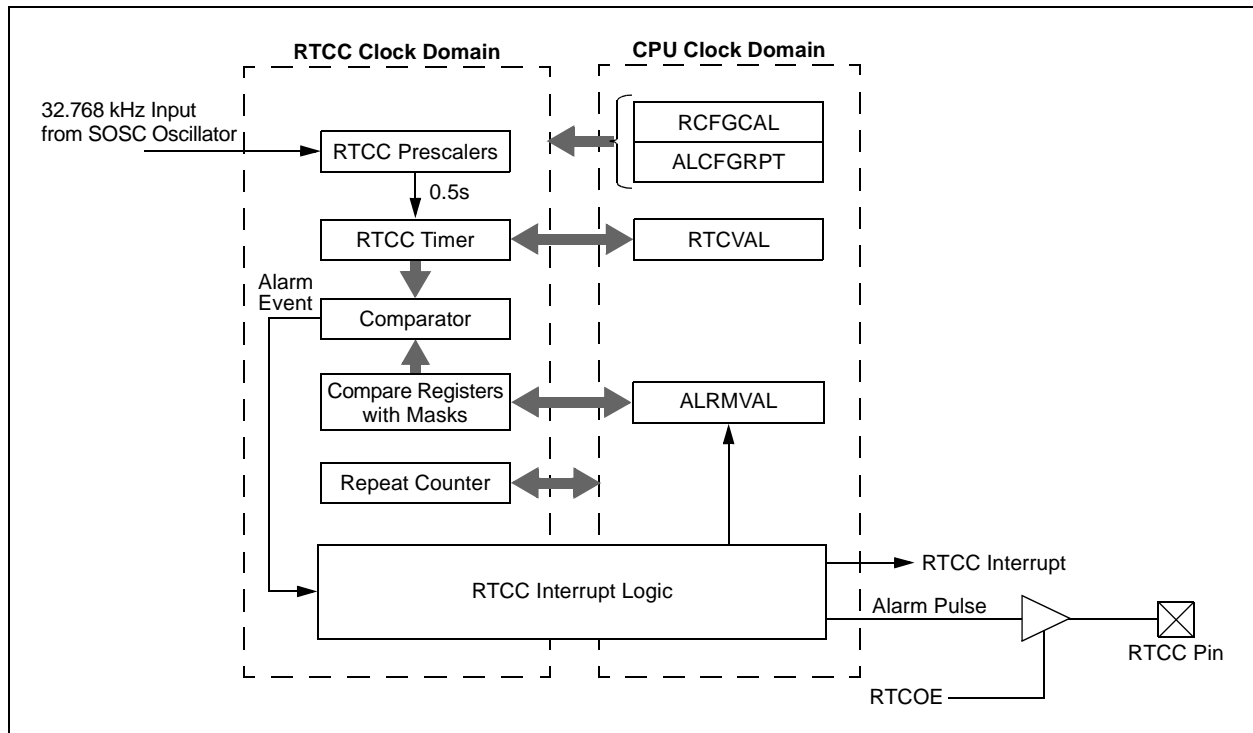 RTCC Clock Domain
CPU Clock Domain
32.768 kHz Input
from SOSC Oscillator
RCFGCAL
ALCFGRPT
RTCC Prescalers
0.5s
RTCC Timer
RTCVAL
Alarm
Event
Comparator
Compare Registers
with Masks
ALRMVAL
Repeat Counter
RTCC Interrupt Logic
RTCC Interrupt
Alarm Pulse
RTCC Pin
RTCOE